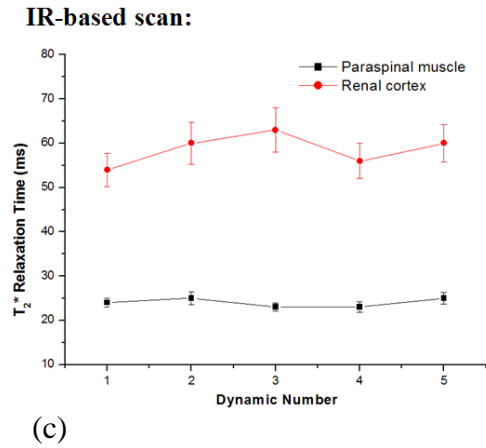 IR-based scan:
Paraspinal muscle
Renal cortex
80
70
60
50
40
30
20
10
T2* Relaxation Time (ms)
1 2 3 4 5
Dynamic Number
(c)